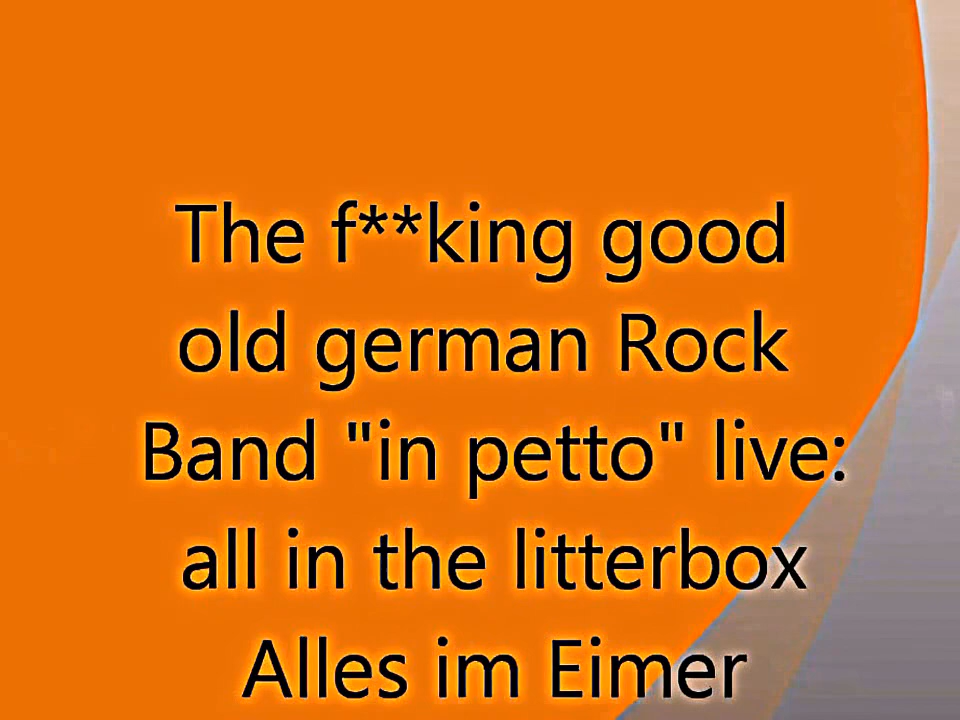 The f**king good
old german Rock
Band "in petto" live:
all in the litterbox
Alles im Eimer